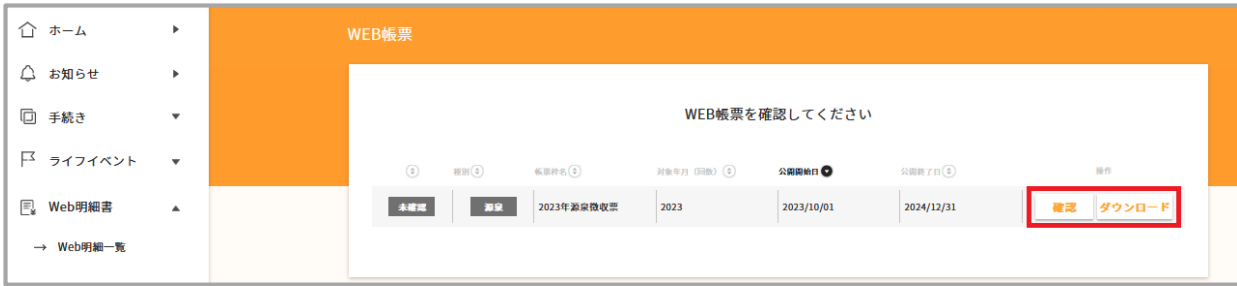 ホーム
お知らせ
手続き
ライフイベント
Web明細書
→ Web明細一覧
WEB帳票
WEB帳票を確認してください
種別 帳票枠名 対象年月（回数） 公開開始日 公開終了日 操作
未確認 源泉 2023年源泉徴収票 2023 2023/10/01 2024/12/31 確認 ダウンロード